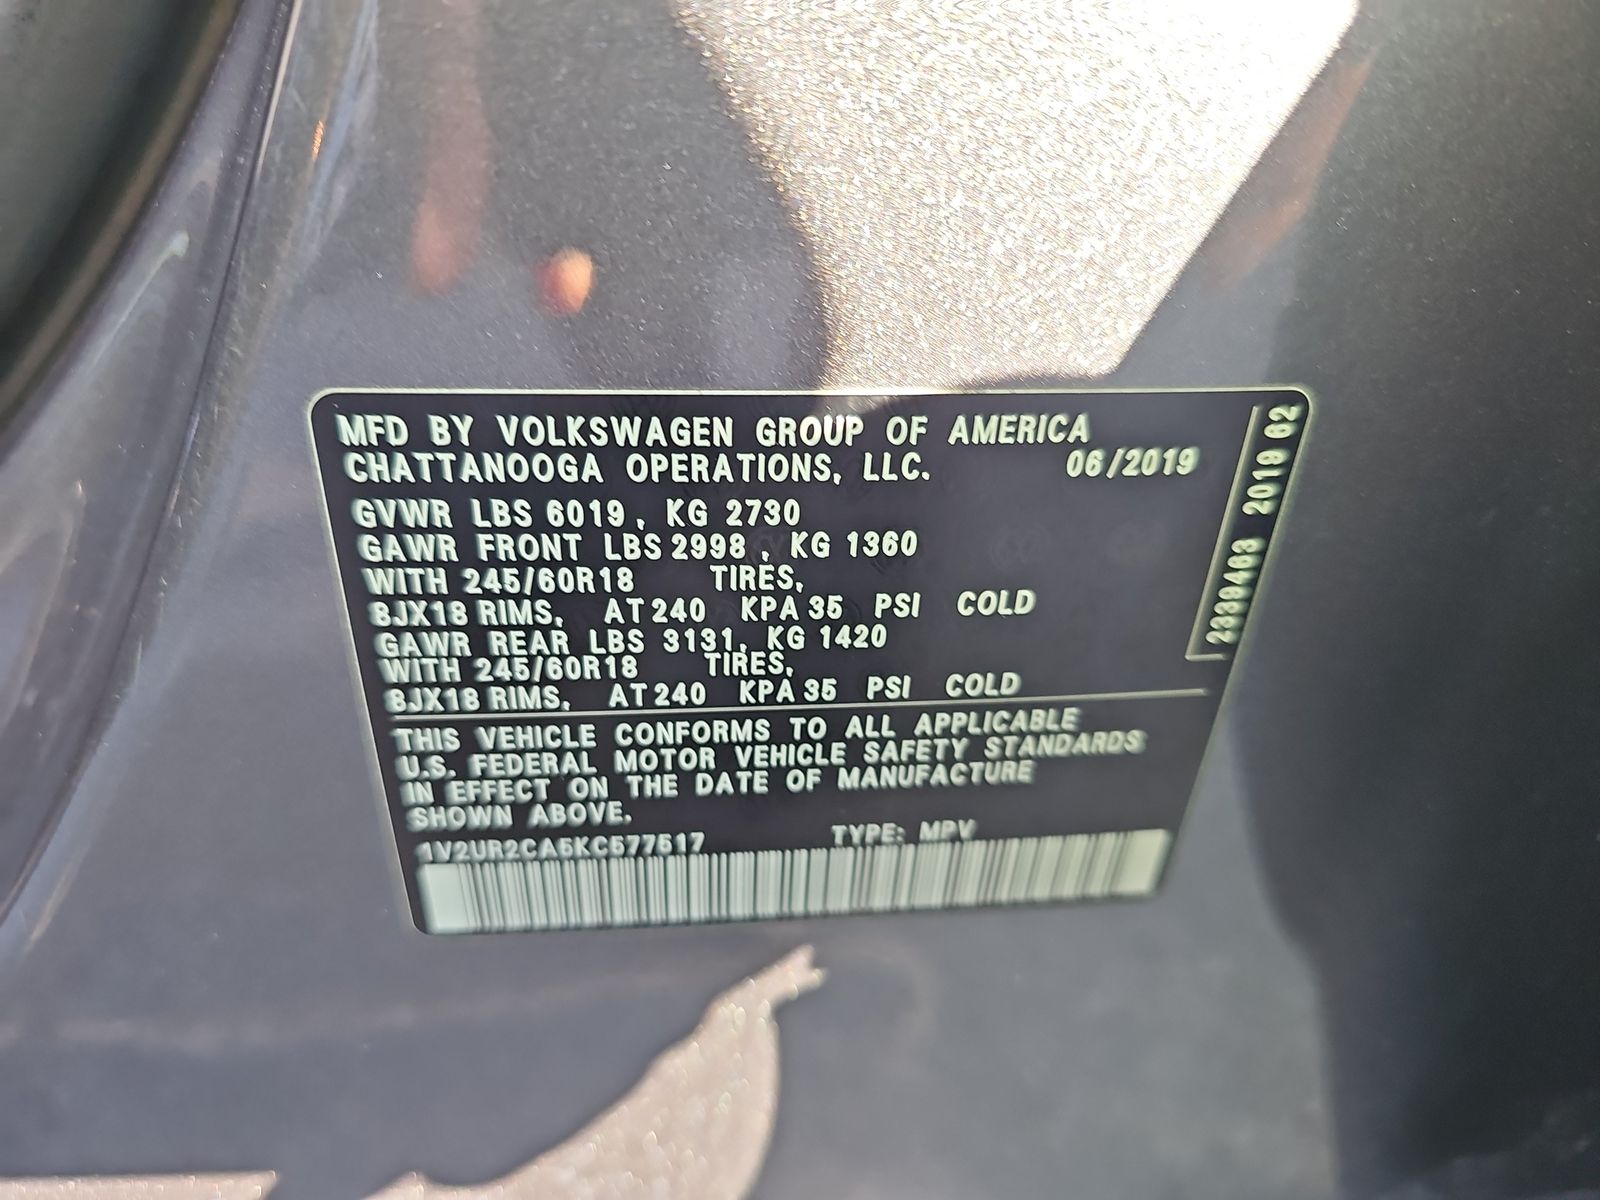 MFD BY VOLKSWAGEN GROUP OF AMERICA
CHATTANOOGA OPERATIONS, LLC. 06/2019
GVWR LBS 6019, KG 2730
GAWR FRONT LBS 2998, KG 1360
WITH 245/60R18 TIRES,
8JX18 RIMS, AT 240 KPA 35 PSI COLD
GAWR REAR LBS 3131, KG 1420
WITH 245/60R18 TIRES,
8JX18 RIMS, AT 240 KPA 35 PSI COLD
THIS VEHICLE CONFORMS TO ALL APPLICABLE
U.S. FEDERAL MOTOR VEHICLE SAFETY STANDARDS
IN EFFECT ON THE DATE OF MANUFACTURE
SHOWN ABOVE.
1V2UR2CA5KC577517 TYPE: MPV
2339463 2019 62